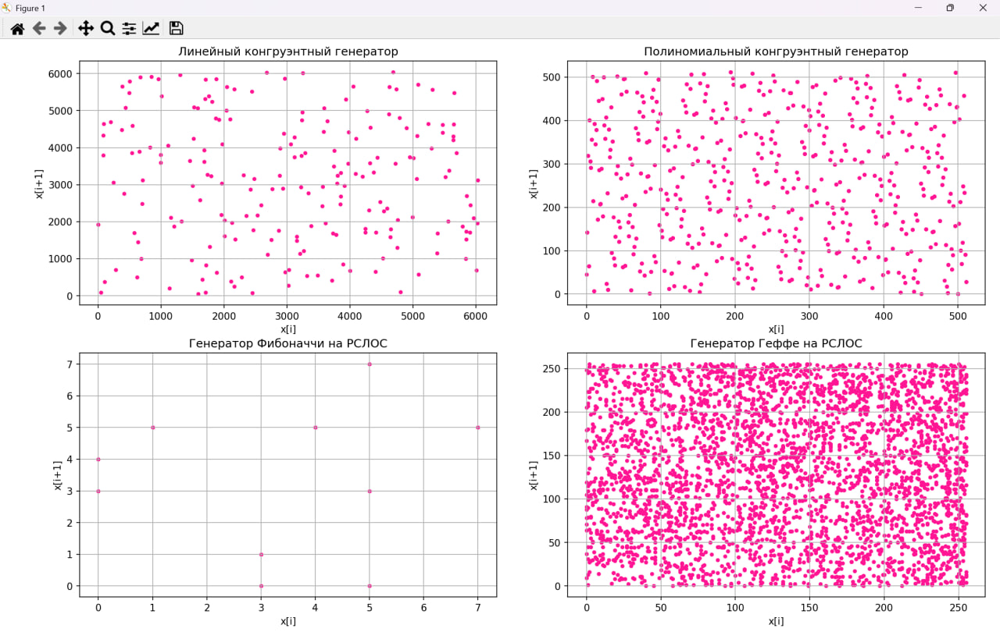 Figure 1
Линейный конгруэнтный генератор
x[i+1]
6000
5000
4000
3000
2000
1000
0
0 1000 2000 3000 4000 5000 6000
x[i]
Полиномиальный конгруэнтный генератор
x[i+1]
500
400
300
200
100
0
0 100 200 300 400 500
x[i]
Генератор Фибоначчи на РСЛОС
x[i+1]
7
6
5
4
3
2
1
0
0 1 2 3 4 5 6 7
x[i]
Генератор Геффе на РСЛОС
x[i+1]
250
200
150
100
50
0
0 50 100 150 200 250
x[i]